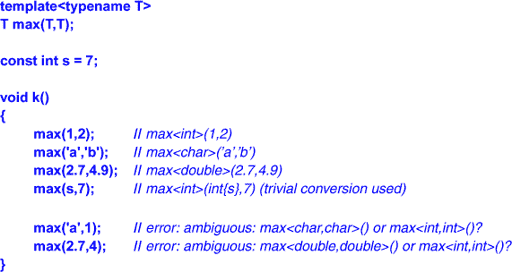 template<typename T>
T max(T,T);
const int s = 7;
void k()
{
max(1,2); // max<int>(1,2)
max('a','b'); // max<char>('a','b')
max(2.7,4.9); // max<double>(2.7,4.9)
max(s,7); // max<int>(int{s},7) (trivial conversion used)
max('a',1); // error: ambiguous: max<char,char>() or max<int,int>()?
max(2.7,4); // error: ambiguous: max<double,double>() or max<int,int>()?
}